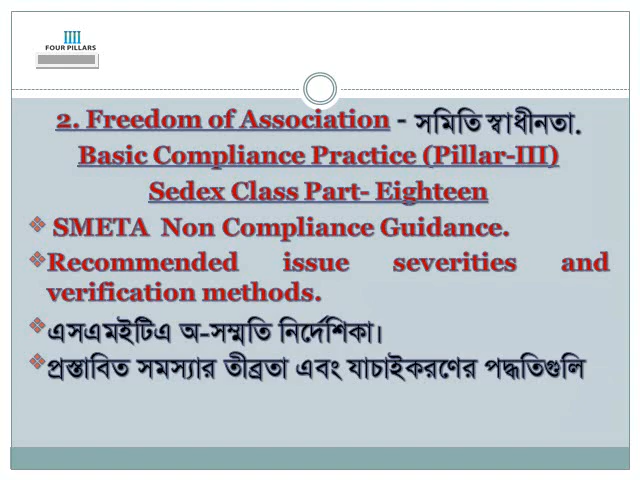 FOUR PILLARS
2. Freedom of Association - সমিতি স্বাধীনতা.
Basic Compliance Practice (Pillar-III)
Sedex Class Part- Eighteen
SMETA Non Compliance Guidance.
Recommended issue severities and
verification methods.
এসএমইটিএ অ-সম্মতি নির্দেশিকা।
প্রস্তাবিত সমস্যার তীব্রতা এবং যাচাইকরণের পদ্ধতিগুলি